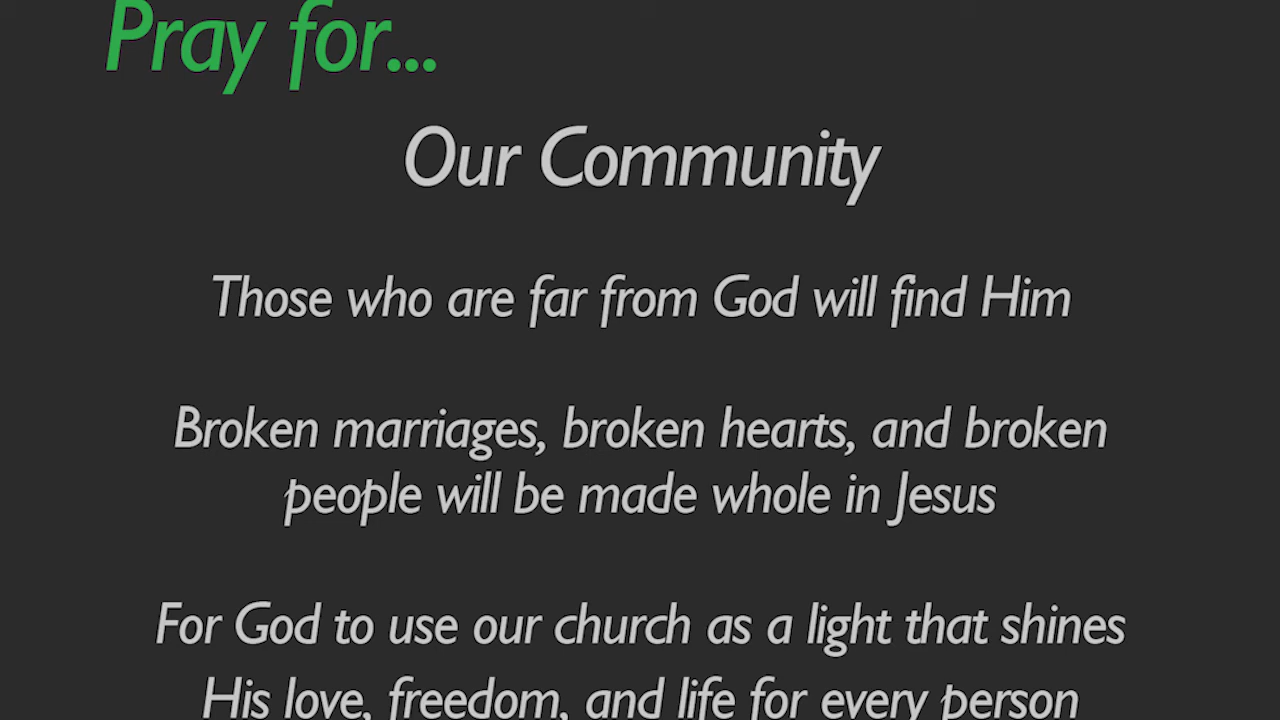 Pray for...
Our Community
Those who are far from God will find Him
Broken marriages, broken hearts, and broken
people will be made whole in Jesus
For God to use our church as a light that shines
His love, freedom, and life for every person